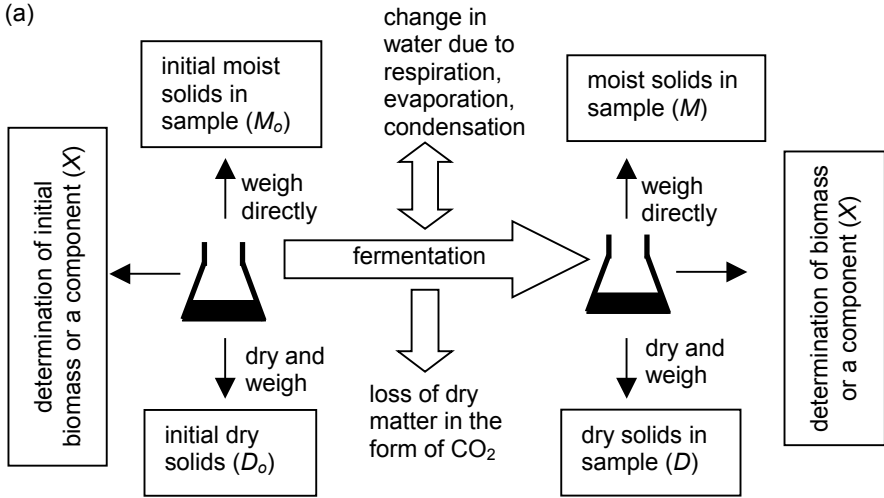 (a)
initial moist
solids in
sample (Mo)
change in
water due to
respiration,
evaporation,
condensation
moist solids in
sample (M)
determination of initial
biomass or a component (X)
weigh
directly
weigh
directly
fermentation
determination of biomass
or a component (X)
dry and
weigh
dry and
weigh
loss of dry
matter in the
form of CO₂
initial dry
solids (Do)
dry solids in
sample (D)